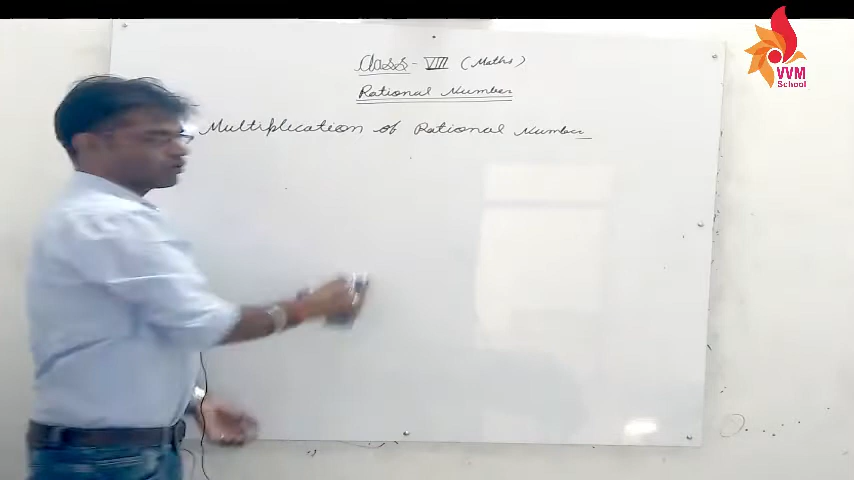 Class - VIII (Maths)
Rational Number
Multiplication of Rational Number
VVM
School